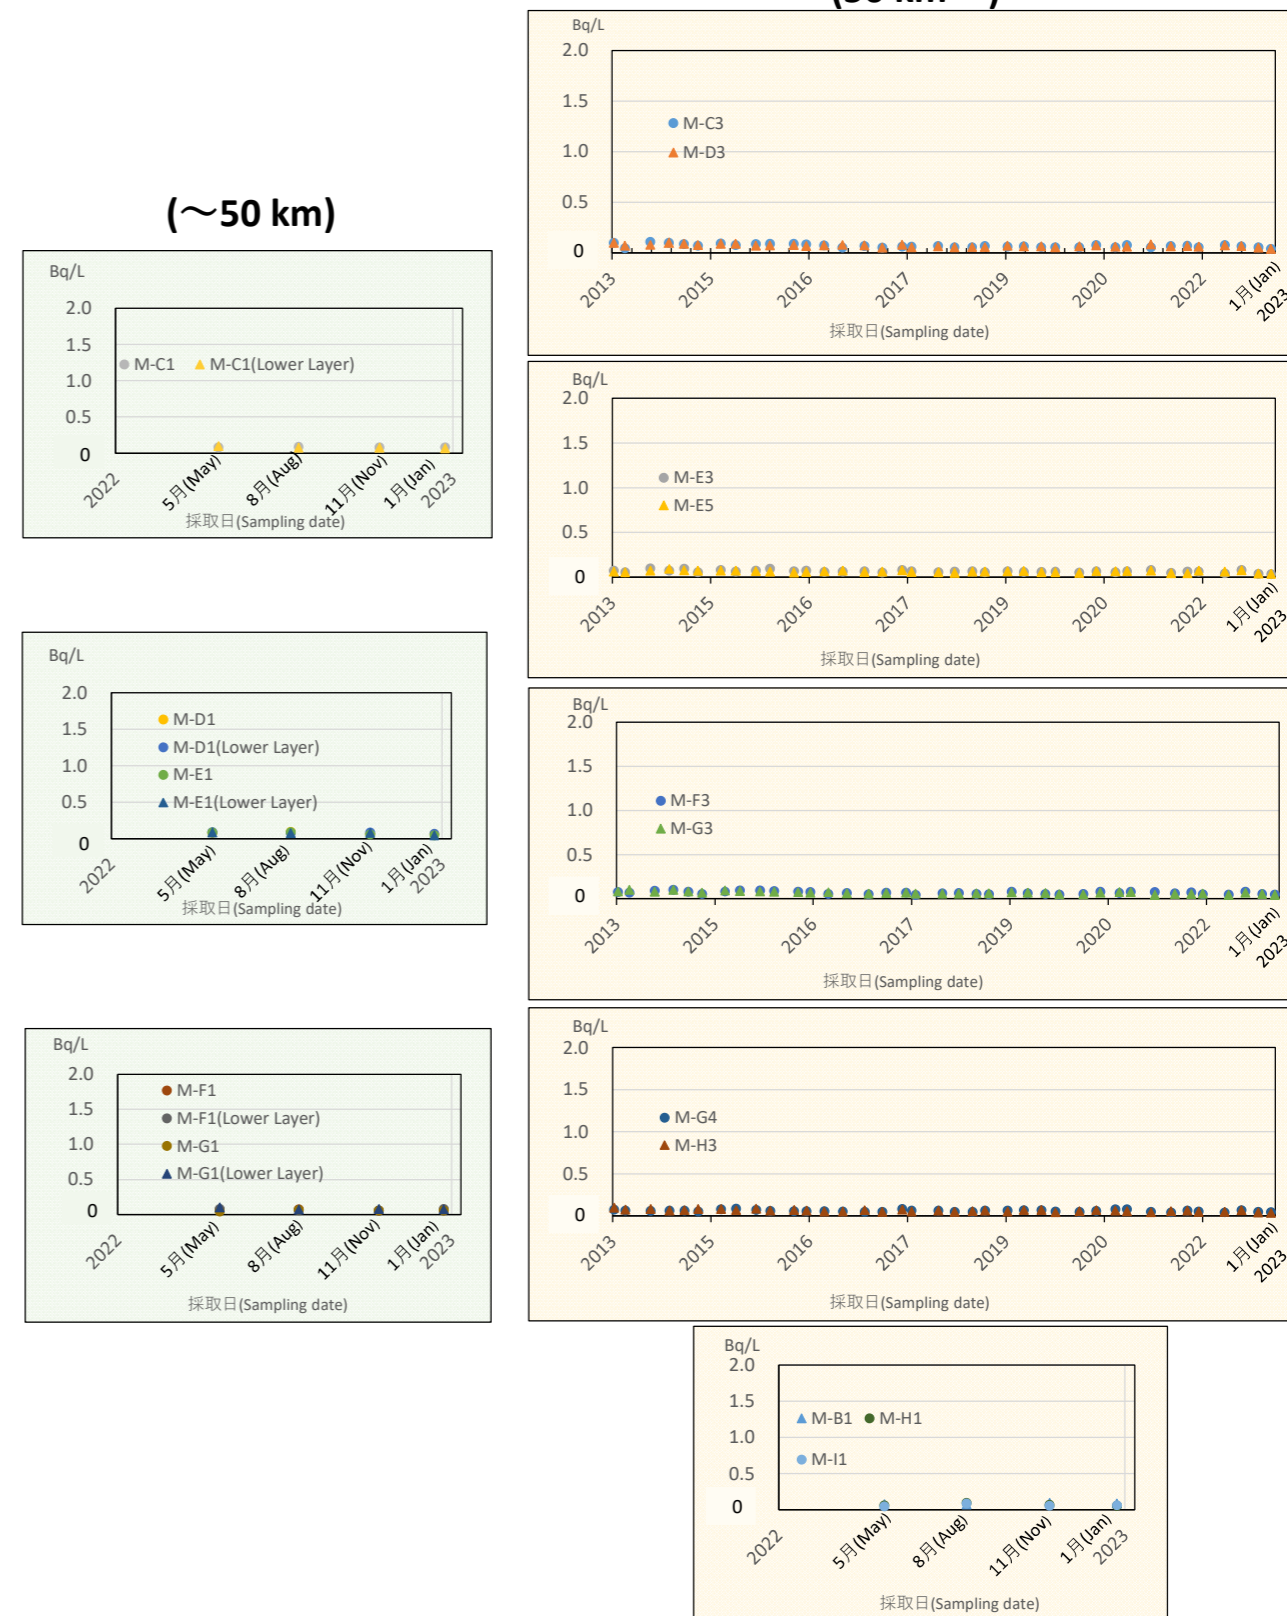 (～50 km)
Bq/L
2.0
1.5
M-C1 M-C1(Lower Layer)
1.0
0.5
0
2022 5月(May) 8月(Aug) 11月(Nov) 1月(Jan) 2023
採取日(Sampling date)
Bq/L
2.0
M-D1
1.5
M-D1(Lower Layer)
1.0
M-E1
0.5
M-E1(Lower Layer)
0
2022 5月(May) 8月(Aug) 11月(Nov) 1月(Jan) 2023
採取日(Sampling date)
Bq/L
2.0
M-F1
1.5
M-F1(Lower Layer)
1.0
M-G1
0.5
M-G1(Lower Layer)
0
2022 5月(May) 8月(Aug) 11月(Nov) 1月(Jan) 2023
採取日(Sampling date)
Bq/L
2.0
1.5
M-C3
1.0
M-D3
0.5
0
2013 2015 2016 2017 2019 2020 2022 1月(Jan) 2023
採取日(Sampling date)
Bq/L
2.0
1.5
M-E3
1.0
M-E5
0.5
0
2013 2015 2016 2017 2019 2020 2022 1月(Jan) 2023
採取日(Sampling date)
Bq/L
2.0
1.5
M-F3
1.0
M-G3
0.5
0
2013 2015 2016 2017 2019 2020 2022 1月(Jan) 2023
採取日(Sampling date)
Bq/L
2.0
1.5
M-G4
1.0
M-H3
0.5
0
2013 2015 2016 2017 2019 2020 2022 1月(Jan) 2023
採取日(Sampling date)
Bq/L
2.0
1.5
M-B1 M-H1
1.0
M-I1
0.5
0
2022 5月(May) 8月(Aug) 11月(Nov) 1月(Jan) 2023
採取日(Sampling date)